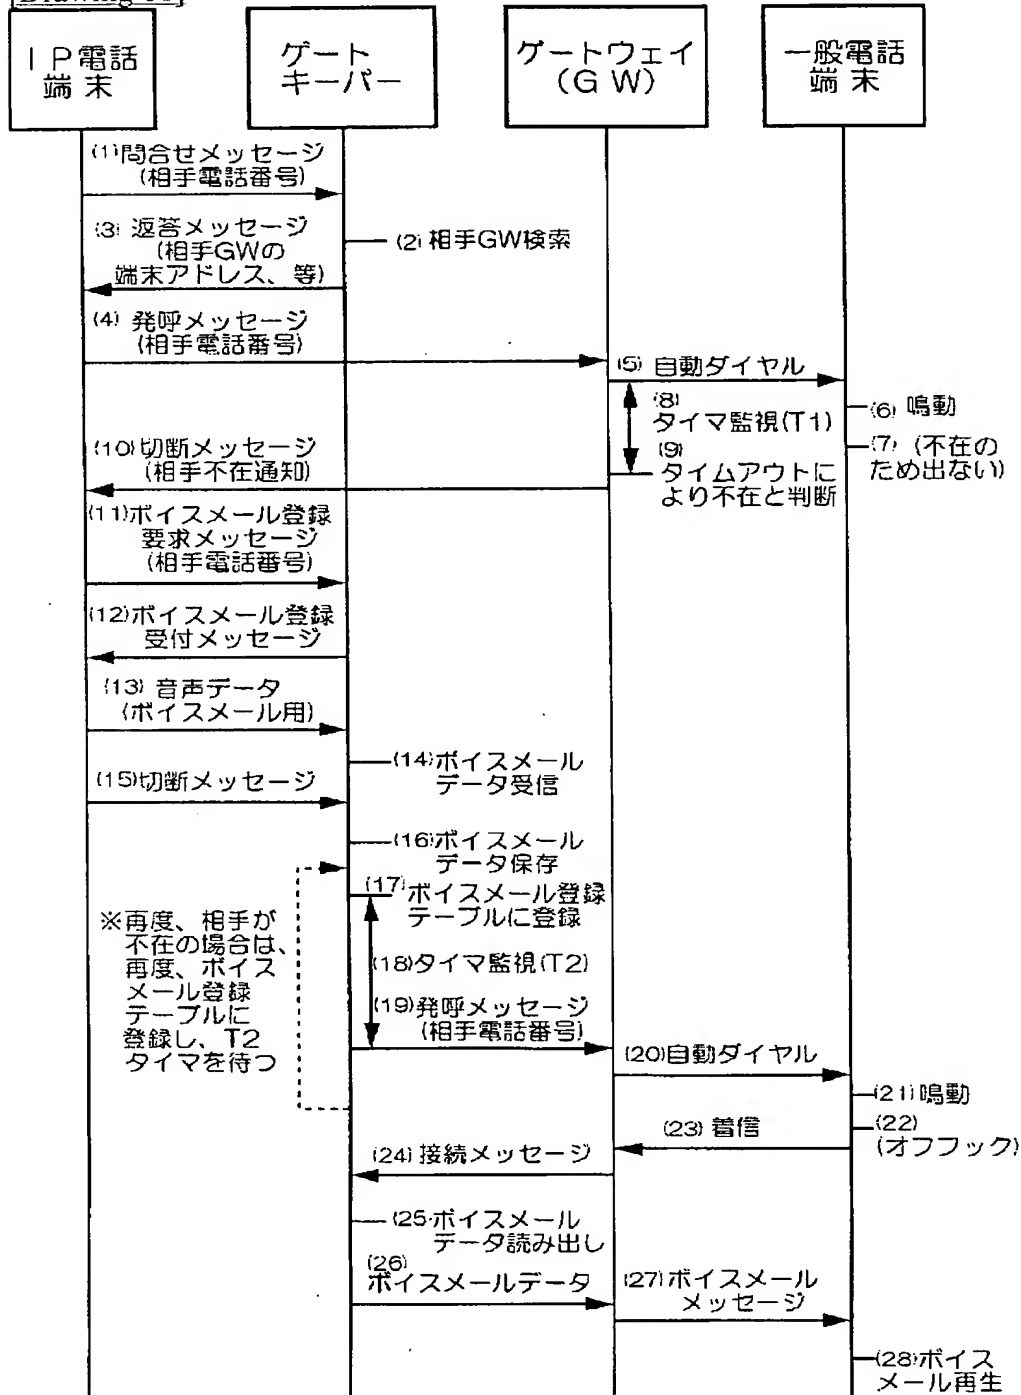 IP電話
端末
ゲート
キーパー
ゲートウェイ
(GW)
一般電話
端末
(1)問合せメッセージ
(相手電話番号)
(3) 返答メッセージ
(相手GWの
端末アドレス、等)
(2)相手GW検索
(4) 発呼メッセージ
(相手電話番号)
(5) 自動ダイヤル
(8)
タイマ監視(T1)
(6) 鳴動
(7) (不在の
ため出ない)
(9)
タイムアウトに
より不在と判断
(10)切断メッセージ
(相手不在通知)
(11)ボイスメール登録
要求メッセージ
(相手電話番号)
(12)ボイスメール登録
受付メッセージ
(13) 音声データ
(ボイスメール用)
(14)ボイスメール
データ受信
(15)切断メッセージ
(16)ボイスメール
データ保存
(17)
ボイスメール登録
テーブルに登録
※再度、相手が
不在の場合は、
再度、ボイス
メール登録
テーブルに
登録し、T2
タイマを待つ
(18)タイマ監視(T2)
(19)発呼メッセージ
(相手電話番号)
(20)自動ダイヤル
(21)鳴動
(22)
(オフフック)
(23) 着信
(24) 接続メッセージ
(25)ボイスメール
データ読み出し
(26)
ボイスメールデータ
(27)ボイスメール
メッセージ
(28)ボイス
メール再生